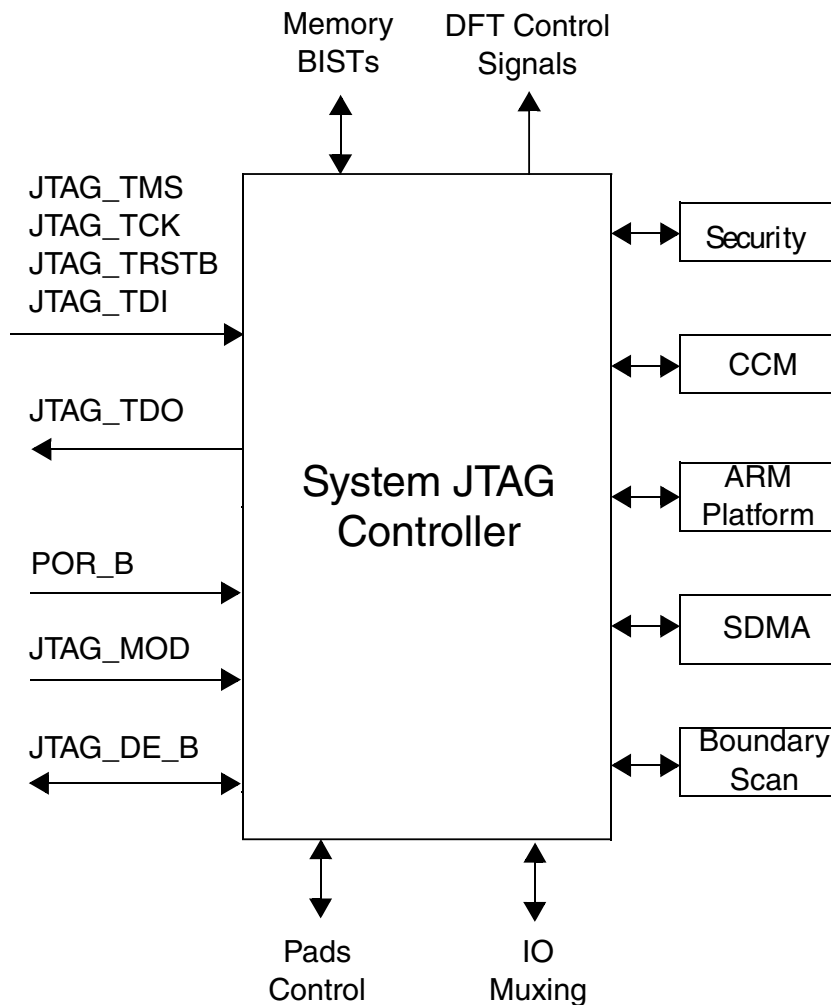 Memory
BISTs
DFT Control
Signals
JTAG_TMS
JTAG_TCK
JTAG_TRSTB
JTAG_TDI
JTAG_TDO
POR_B
JTAG_MOD
JTAG_DE_B
System JTAG
Controller
Security
CCM
ARM
Platform
SDMA
Boundary
Scan
Pads
Control
IO
Muxing